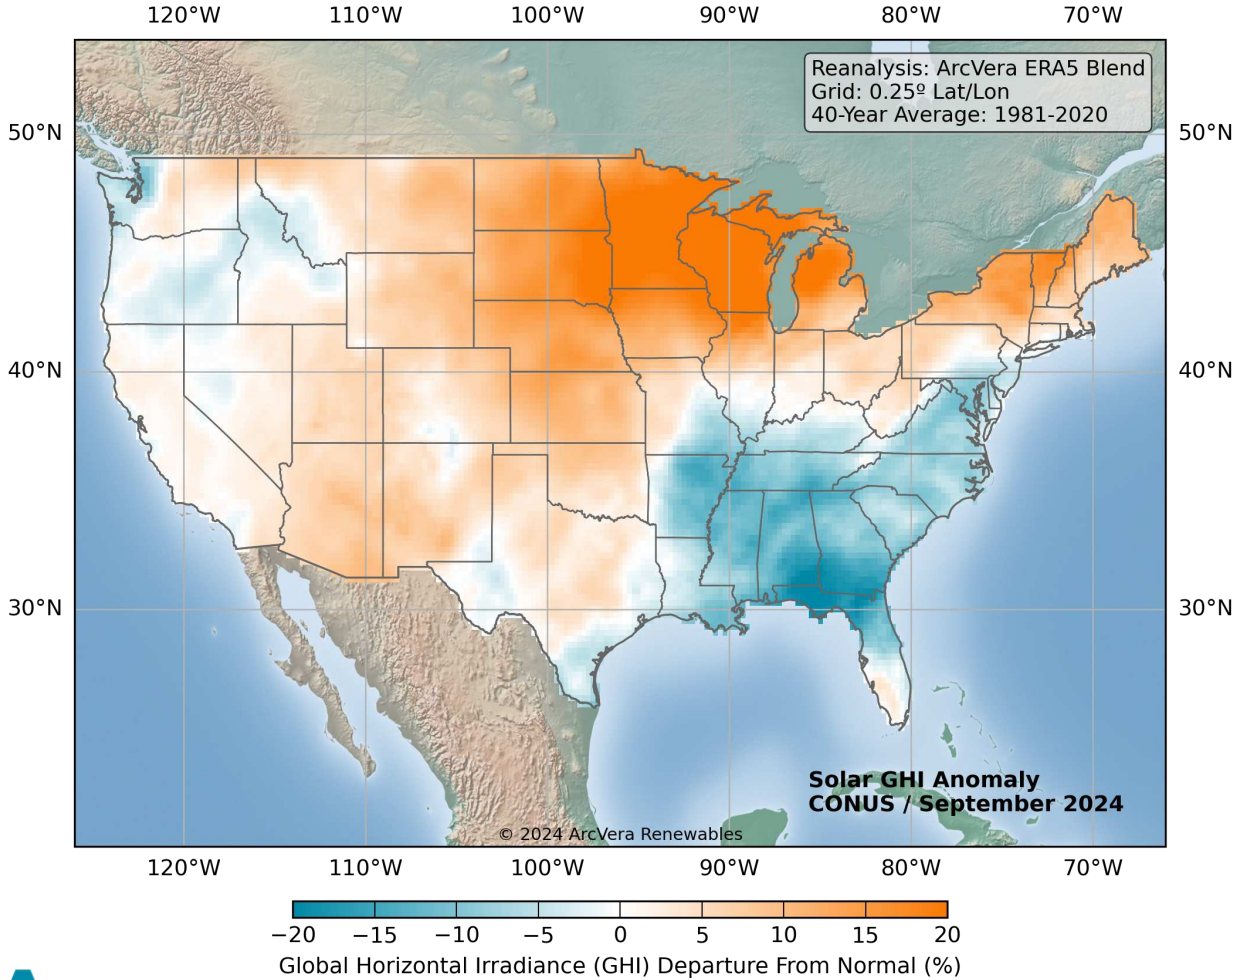 120°W 110°W 100°W 90°W 80°W 70°W
Reanalysis: ArcVera ERA5 Blend
Grid: 0.25º Lat/Lon
40-Year Average: 1981-2020
50°N 50°N
40°N 40°N
30°N 30°N
Solar GHI Anomaly
CONUS / September 2024
© 2024 ArcVera Renewables
120°W 110°W 100°W 90°W 80°W 70°W
−20 −15 −10 −5 0 5 10 15 20
Global Horizontal Irradiance (GHI) Departure From Normal (%)